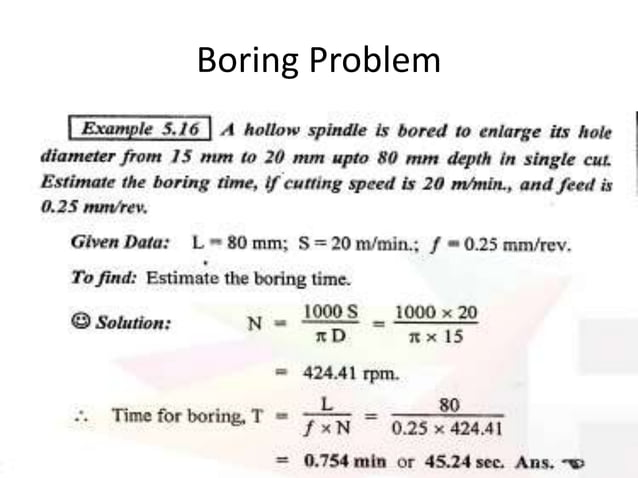 Boring Problem
Example 5.16 A hollow spindle is bored to enlarge its hole
diameter from 15 mm to 20 mm upto 80 mm depth in single cut.
Estimate the boring time, if cutting speed is 20 m/min., and feed is
0.25 mm/rev.
Given Data: L = 80 mm; S = 20 m/min.; f = 0.25 mm/rev.
To find: Estimate the boring time.
☺ Solution: N = 1000 S / π D = 1000 × 20 / π × 15
= 424.41 rpm.
∴ Time for boring, T = L / f × N = 80 / 0.25 × 424.41
= 0.754 min or 45.24 sec. Ans. ☜